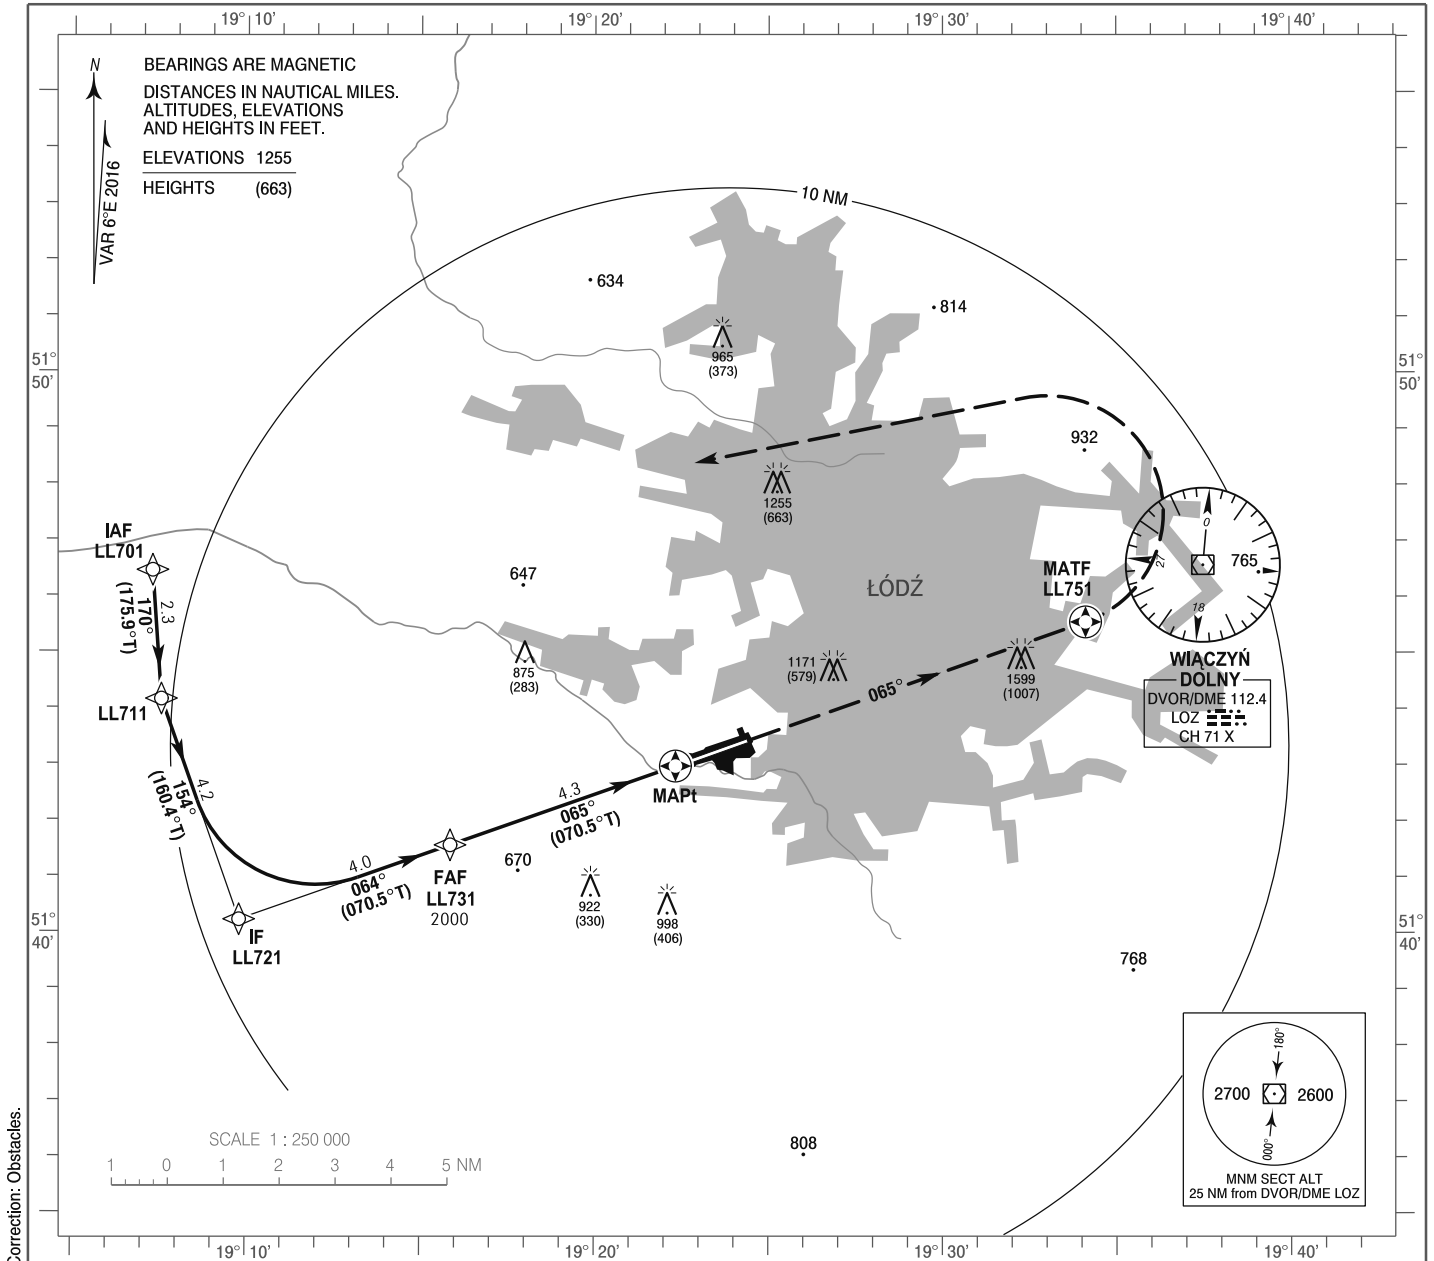 19° 10'
19° 20'
19° 30'
19° 40'
N
VAR 6°E 2016
BEARINGS ARE MAGNETIC
DISTANCES IN NAUTICAL MILES.
ALTITUDES, ELEVATIONS
AND HEIGHTS IN FEET.
ELEVATIONS 1255
HEIGHTS (663)
10 NM
634
814
965
(373)
51°
50'
51°
50'
932
1255
(663)
IAF
LL701
2.3
170°
(175.9°T)
647
ŁÓDŹ
MATF
LL751
0
27
18
765
875
(283)
1171
(579)
1599
(1007)
065°
WIĄCZYŃ
DOLNY
DVOR/DME 112.4
LOZ
CH 71 X
LL711
4.2
154°
(160.4°T)
MAPt
4.3
065°
(070.5°T)
4.0
064°
(070.5°T)
FAF
LL731
2000
670
922
(330)
998
(406)
IF
LL721
51°
40'
51°
40'
768
180°
2700
2600
000°
MNM SECT ALT
25 NM from DVOR/DME LOZ
808
SCALE 1 : 250 000
1 0 1 2 3 4 5 NM
Correction: Obstacles.
19° 10'
19° 20'
19° 30'
19° 40'